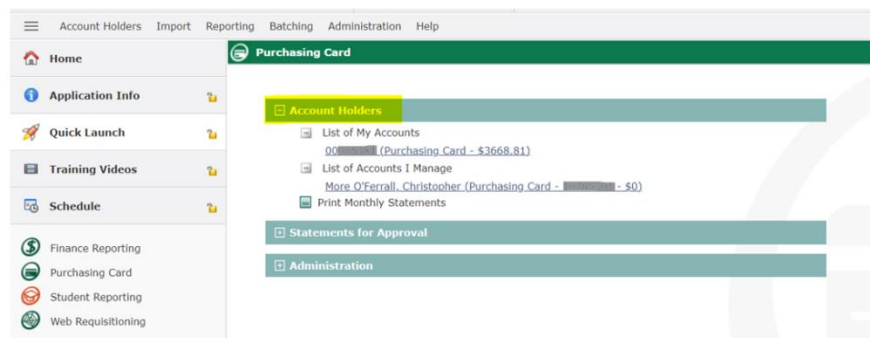 Account Holders Import Reporting Batching Administration Help
Home
Application Info
Quick Launch
Training Videos
Schedule
Finance Reporting
Purchasing Card
Student Reporting
Web Requisitioning
Purchasing Card
Account Holders
List of My Accounts
00 (Purchasing Card - $3668.81)
List of Accounts I Manage
More O'Ferrall, Christopher (Purchasing Card - - $0)
Print Monthly Statements
Statements for Approval
Administration